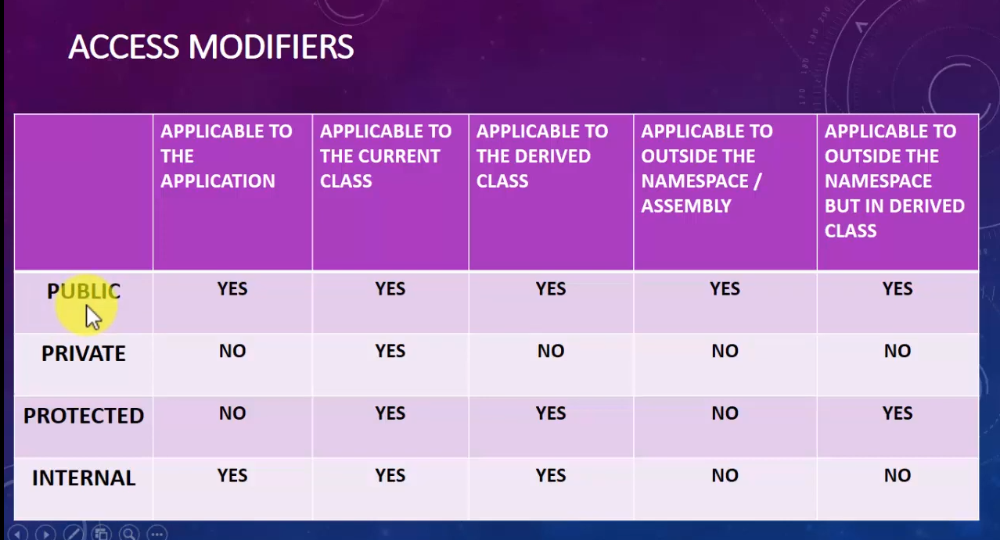 ACCESS MODIFIERS
APPLICABLE TO
THE
APPLICATION
APPLICABLE TO
THE CURRENT
CLASS
APPLICABLE TO
THE DERIVED
CLASS
APPLICABLE TO
OUTSIDE THE
NAMESPACE /
ASSEMBLY
APPLICABLE TO
OUTSIDE THE
NAMESPACE
BUT IN DERIVED
CLASS
PUBLIC YES YES YES YES YES
PRIVATE NO YES NO NO NO
PROTECTED NO YES YES NO YES
INTERNAL YES YES YES NO NO